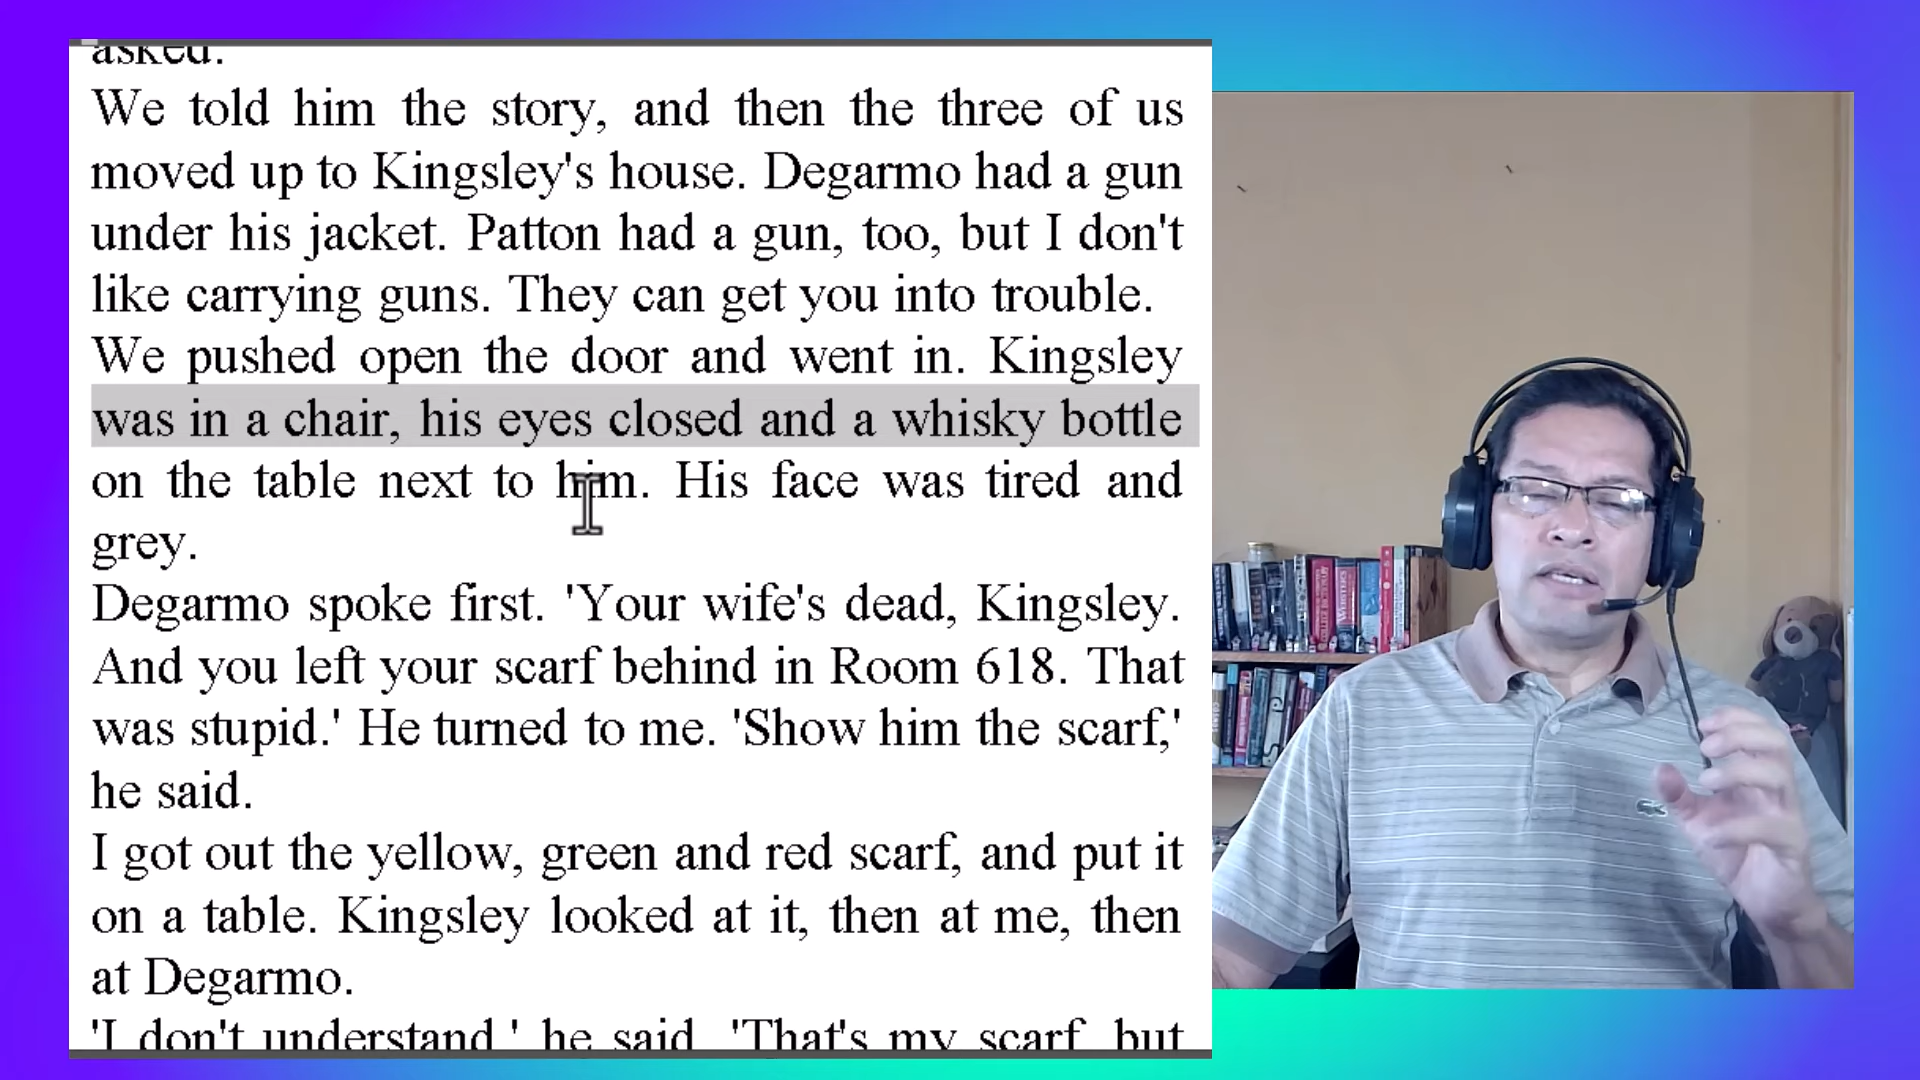 asked.
We told him the story, and then the three of us
moved up to Kingsley's house. Degarmo had a gun
under his jacket. Patton had a gun, too, but I don't
like carrying guns. They can get you into trouble.
We pushed open the door and went in. Kingsley
was in a chair, his eyes closed and a whisky bottle
on the table next to him. His face was tired and
grey.
Degarmo spoke first. 'Your wife's dead, Kingsley.
And you left your scarf behind in Room 618. That
was stupid.' He turned to me. 'Show him the scarf,'
he said.
I got out the yellow, green and red scarf, and put it
on a table. Kingsley looked at it, then at me, then
at Degarmo.
'I don't understand,' he said. 'That's my scarf, but